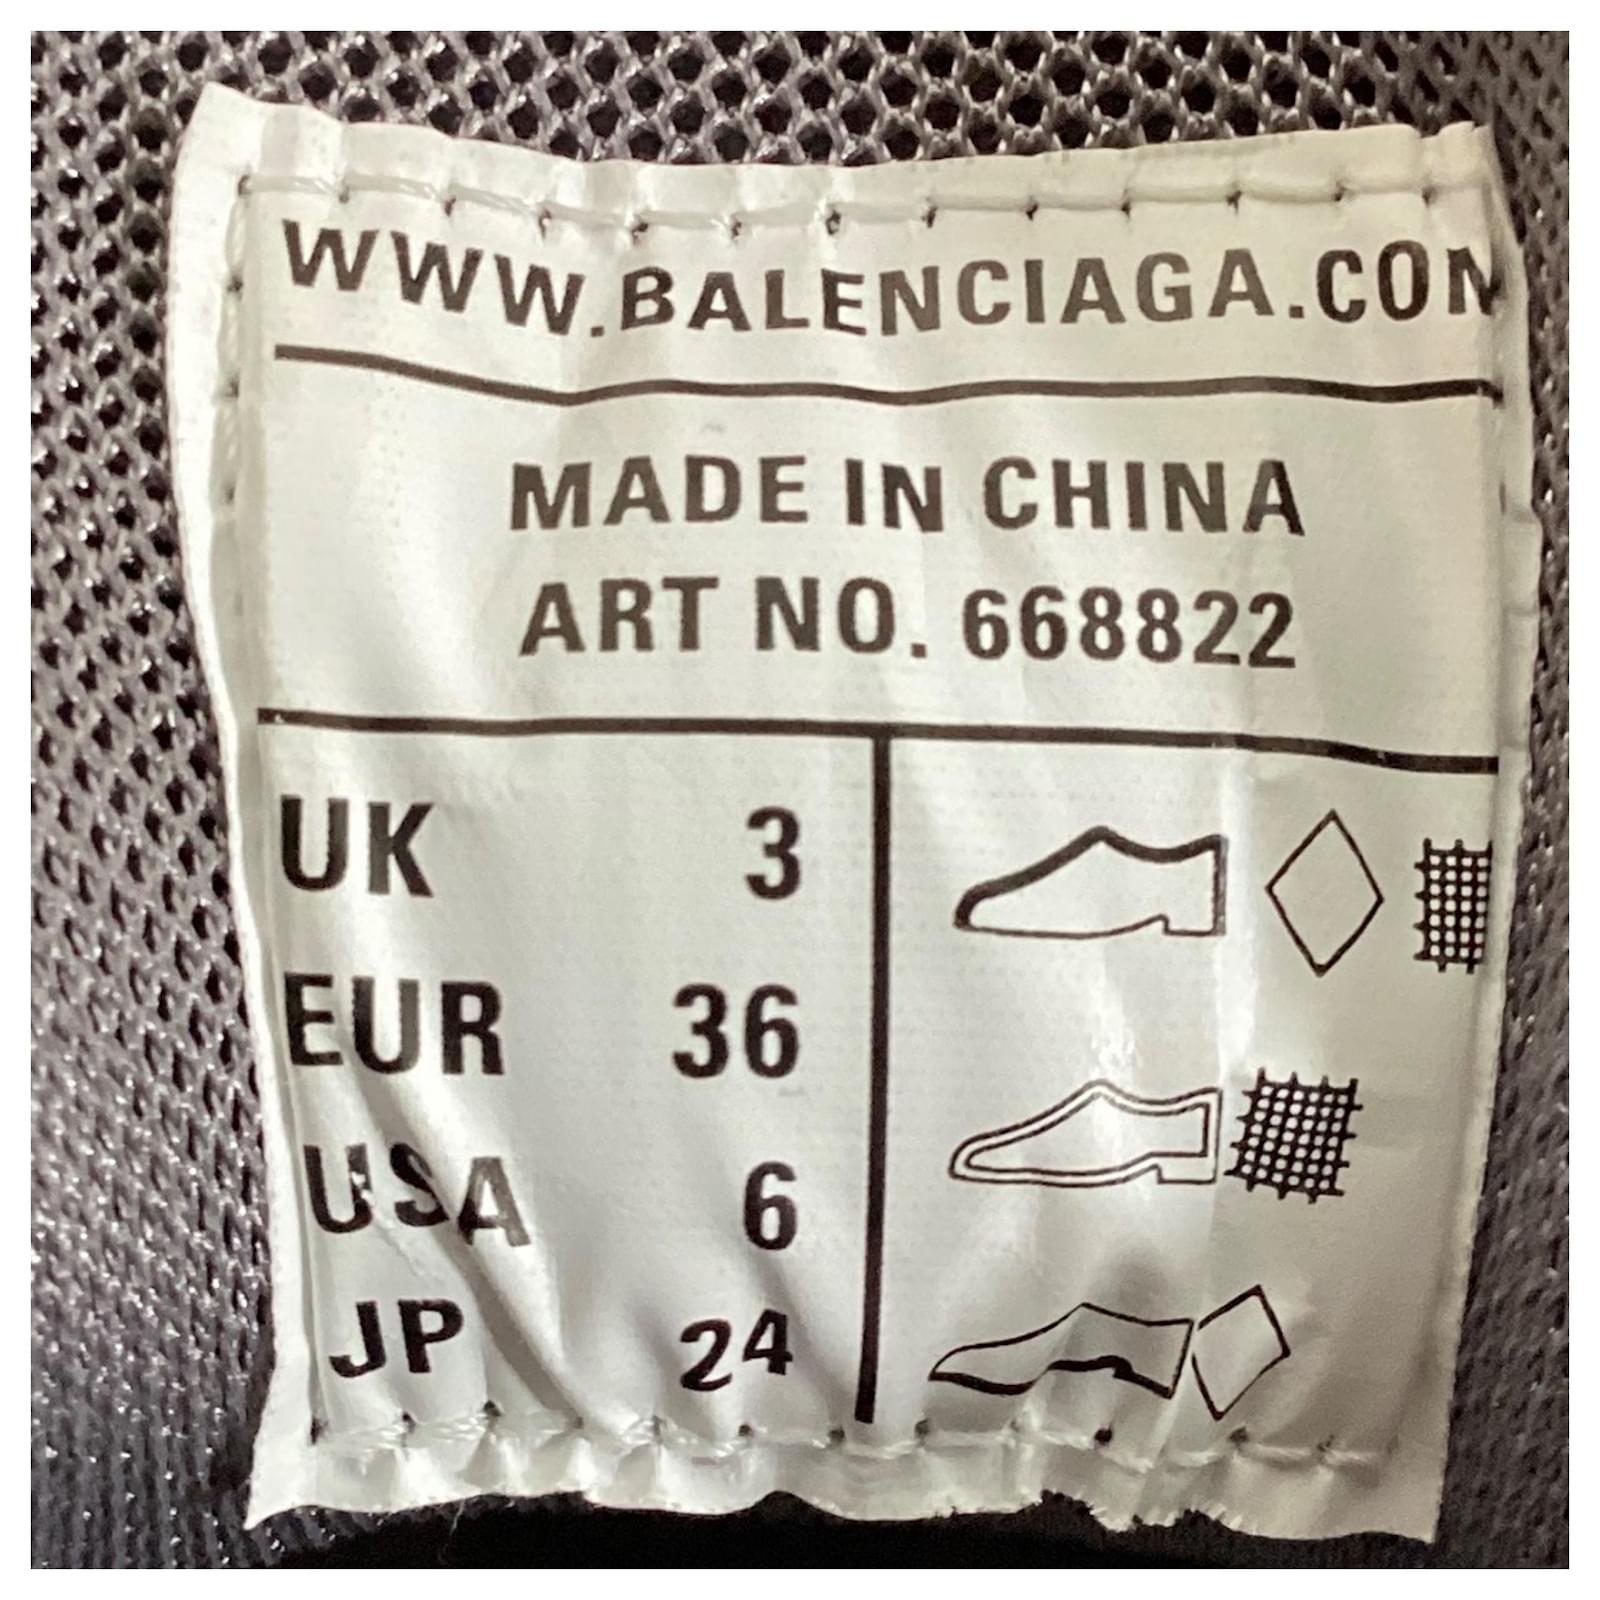 WWW.BALENCIAGA.COM
MADE IN CHINA
ART NO. 668822
UK 3
EUR 36
USA 6
JP 24